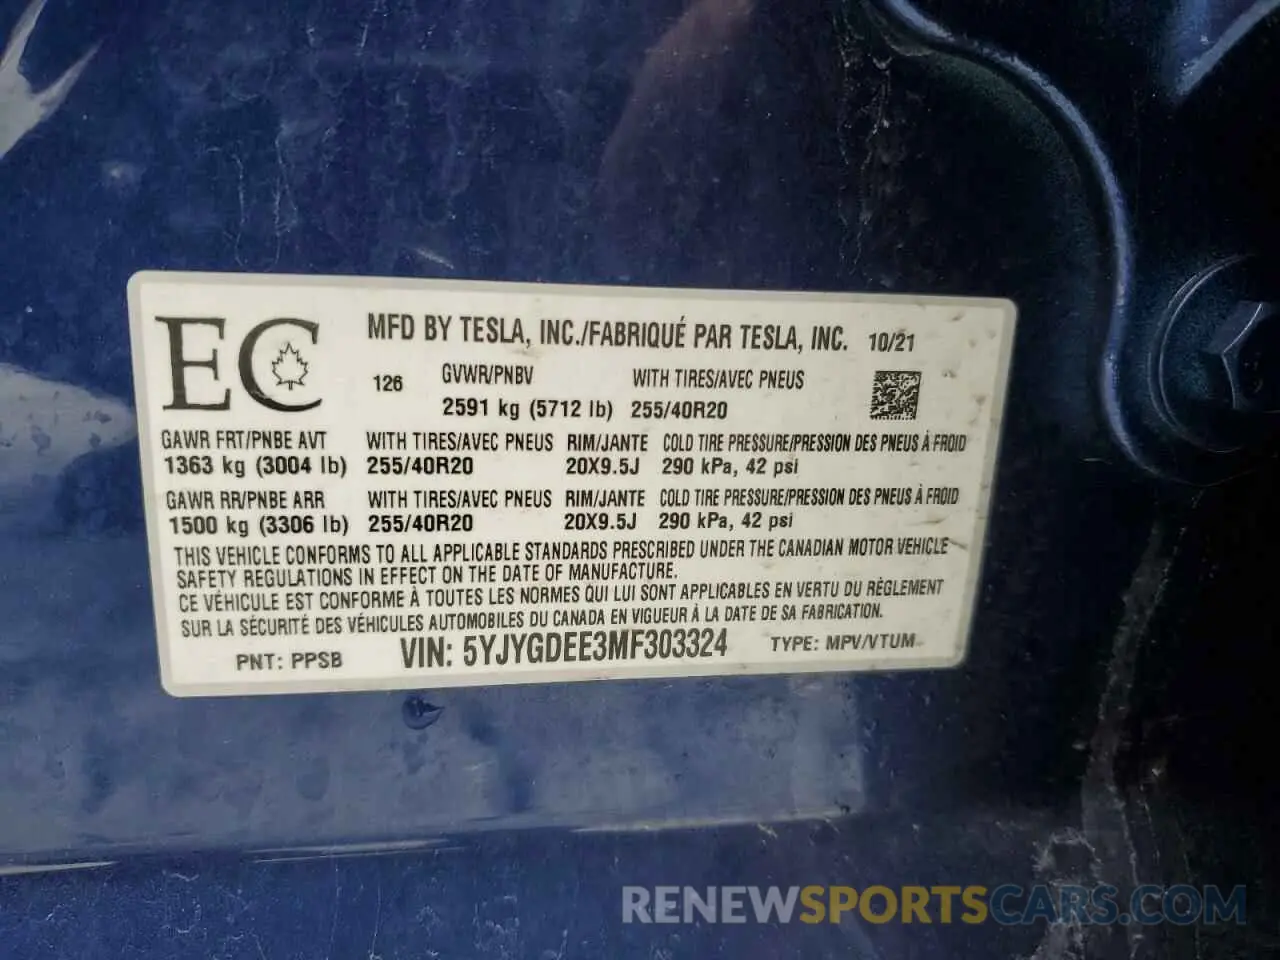 EC
MFD BY TESLA, INC./FABRIQUÉ PAR TESLA, INC. 10/21
126 GVWR/PNBV WITH TIRES/AVEC PNEUS
2591 kg (5712 lb) 255/40R20
GAWR FRT/PNBE AVT WITH TIRES/AVEC PNEUS RIM/JANTE COLD TIRE PRESSURE/PRESSION DES PNEUS À FROID
1363 kg (3004 lb) 255/40R20 20X9.5J 290 kPa, 42 psi
GAWR RR/PNBE ARR WITH TIRES/AVEC PNEUS RIM/JANTE COLD TIRE PRESSURE/PRESSION DES PNEUS À FROID
1500 kg (3306 lb) 255/40R20 20X9.5J 290 kPa, 42 psi
THIS VEHICLE CONFORMS TO ALL APPLICABLE STANDARDS PRESCRIBED UNDER THE CANADIAN MOTOR VEHICLE
SAFETY REGULATIONS IN EFFECT ON THE DATE OF MANUFACTURE.
CE VÉHICULE EST CONFORME À TOUTES LES NORMES QUI LUI SONT APPLICABLES EN VERTU DU RÈGLEMENT
SUR LA SÉCURITÉ DES VÉHICULES AUTOMOBILES DU CANADA EN VIGUEUR À LA DATE DE SA FABRICATION.
PNT: PPSB VIN: 5YJYGDEE3MF303324 TYPE: MPV/VTUM
RENEWSPORTSCARS.COM